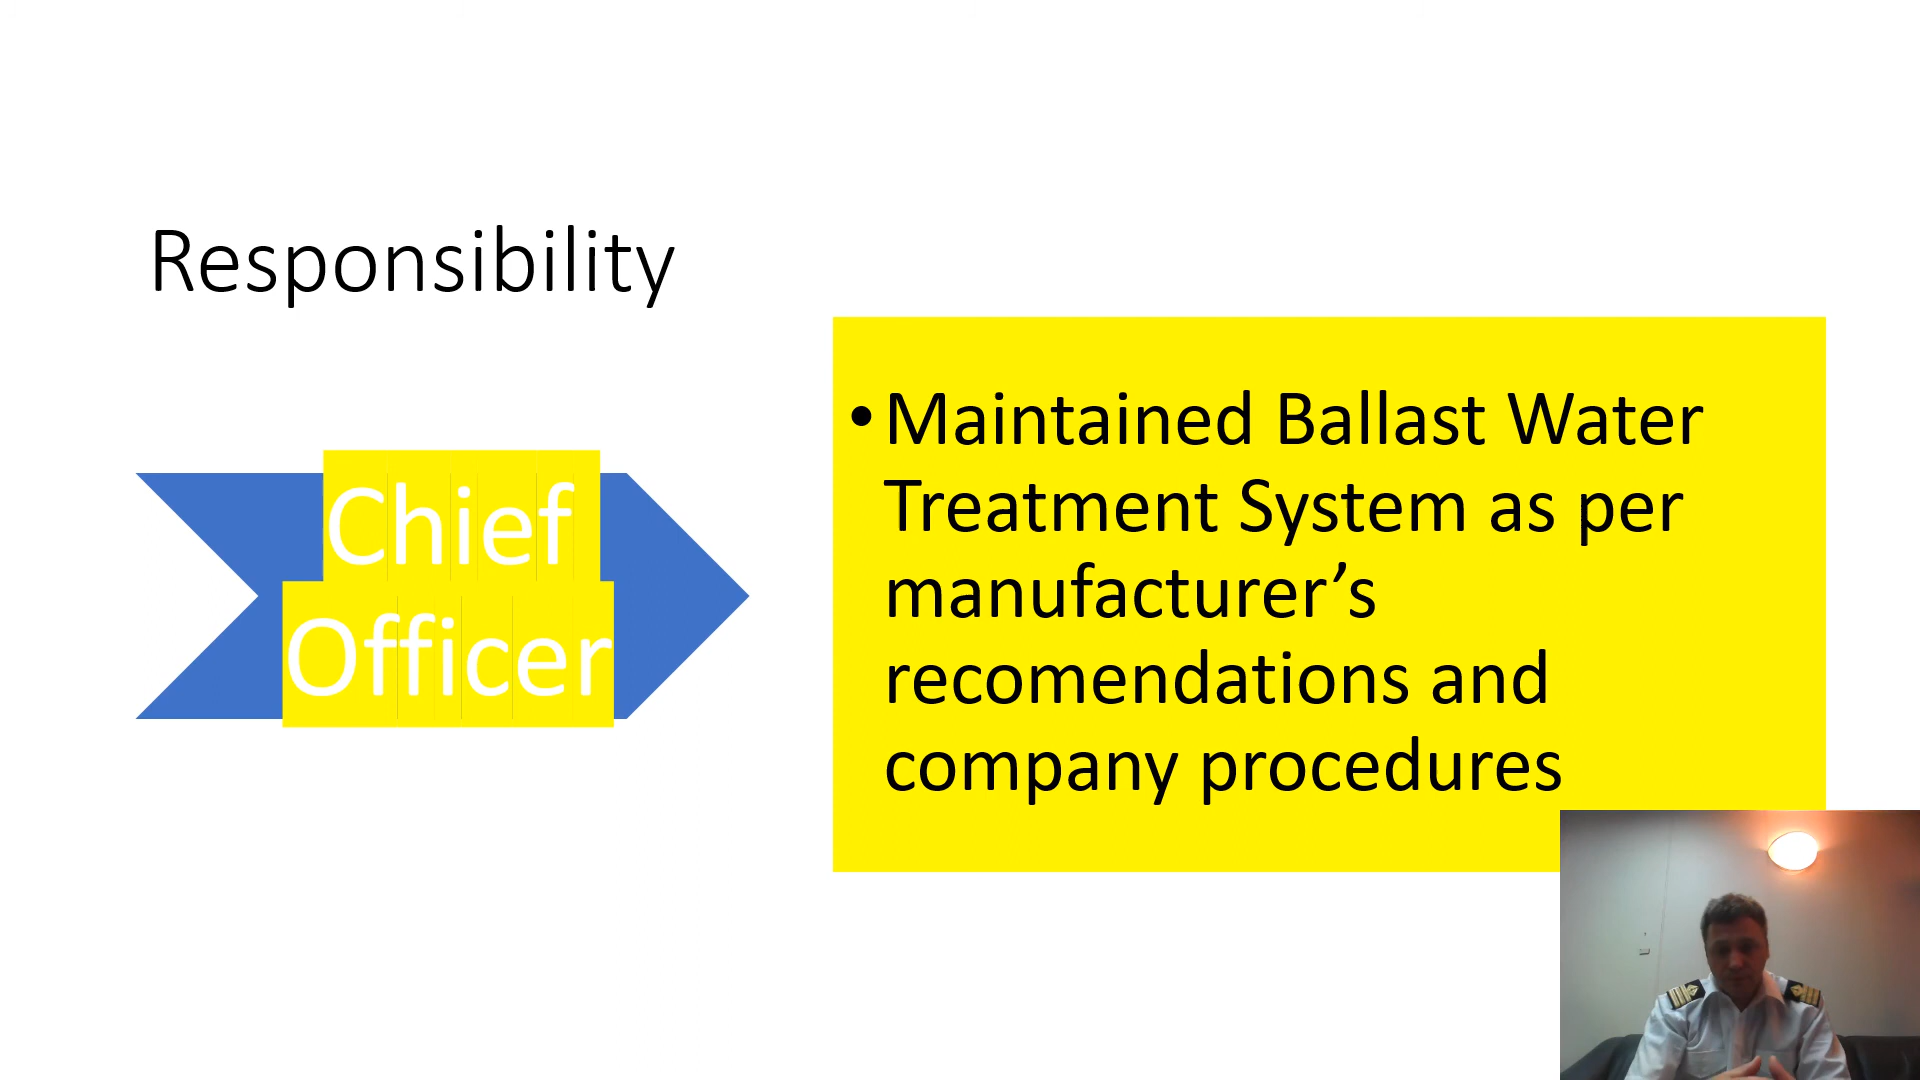 Responsibility
Chief
Officer
•Maintained Ballast Water
Treatment System as per
manufacturer’s
recomendations and
company procedures